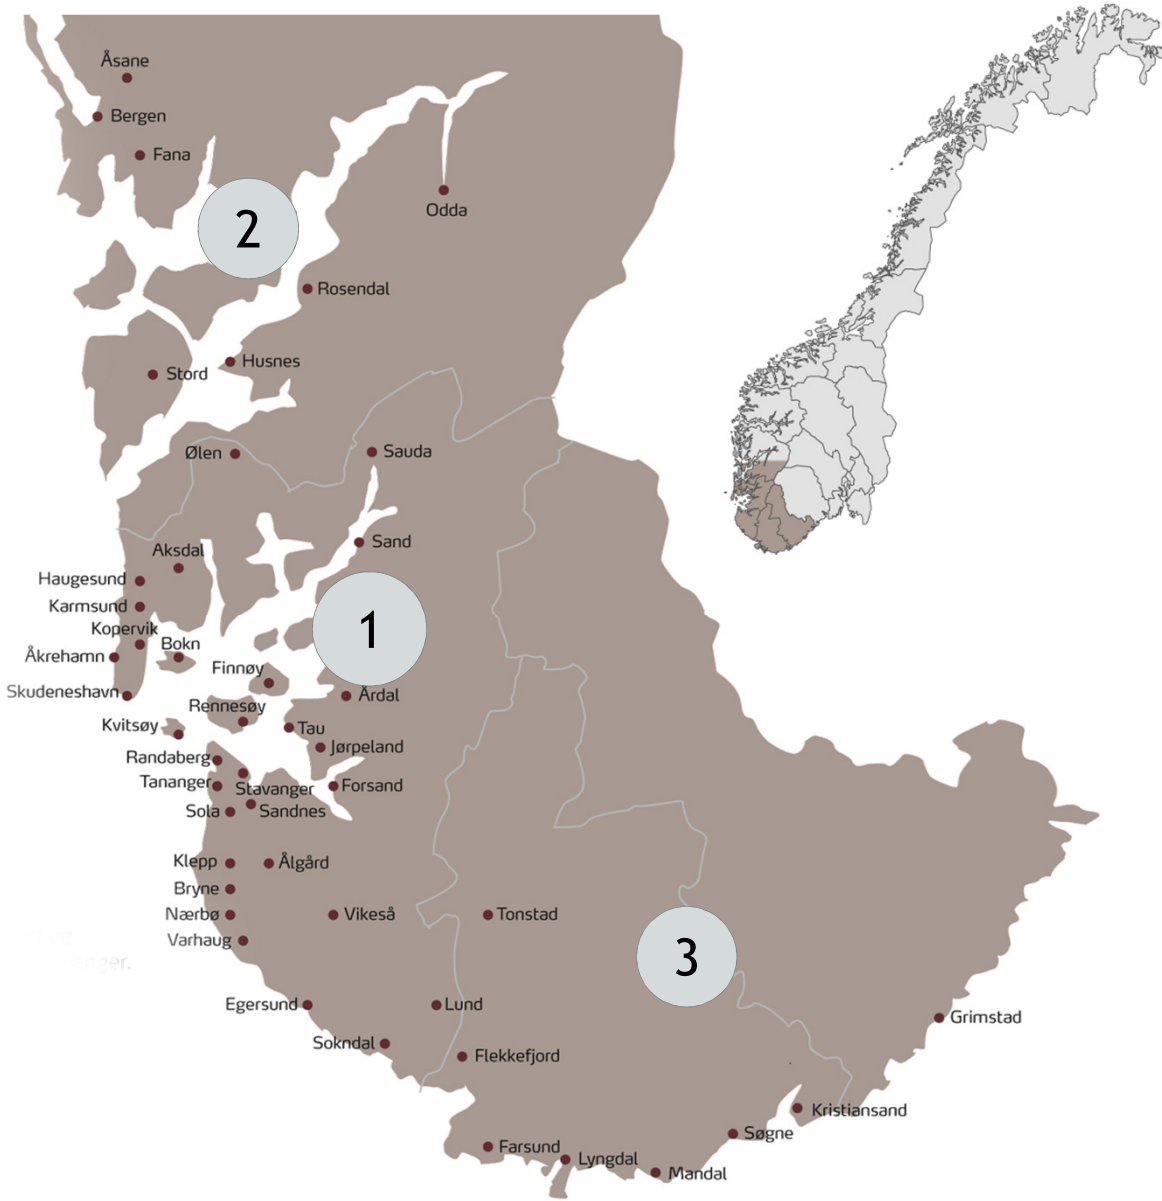 Åsane
Bergen
Fana
Odda
2
Rosendal
Husnes
Stord
Ølen
Sauda
Sand
Aksdal
Haugesund
Karmsund
Kopervik
Bokn
Åkrehamn
Finnøy
1
Skudeneshavn
Årdal
Rennesøy
Kvitsøy
Tau
Jørpeland
Randaberg
Tananger
Stavanger
Forsand
Sola
Sandnes
Klepp
Ålgård
Bryne
Nærbø
Vikeså
Tonstad
Varhaug
3
Egersund
Lund
Grimstad
Sokndal
Flekkefjord
Kristiansand
Søgne
Farsund
Lyngdal
Mandal